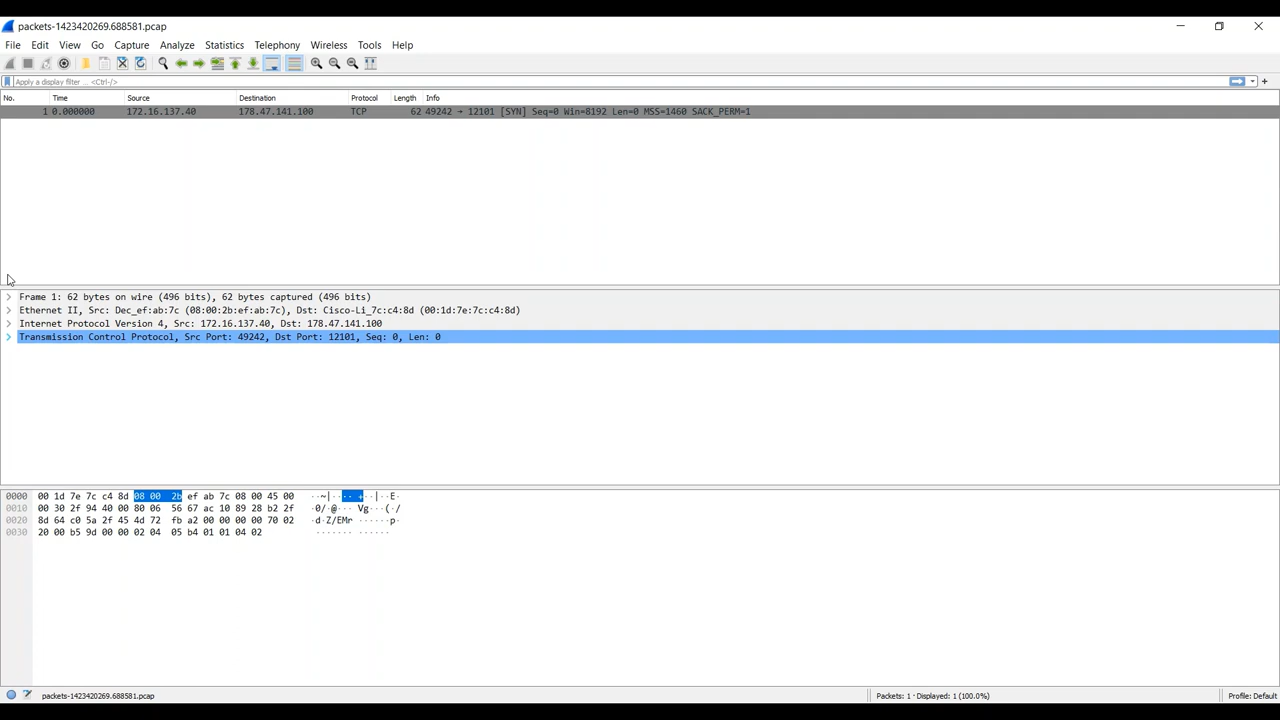 packets-1423420269.688581.pcap
File Edit View Go Capture Analyze Statistics Telephony Wireless Tools Help
Apply a display filter ... <Ctrl-/>
No. Time Source Destination Protocol Length Info
1 0.000000 172.16.137.40 178.47.141.100 TCP 62 49242 → 12101 [SYN] Seq=0 Win=8192 Len=0 MSS=1460 SACK_PERM=1
Frame 1: 62 bytes on wire (496 bits), 62 bytes captured (496 bits)
Ethernet II, Src: Dec_ef:ab:7c (08:00:2b:ef:ab:7c), Dst: Cisco-Li_7c:c4:8d (00:1d:7e:7c:c4:8d)
Internet Protocol Version 4, Src: 172.16.137.40, Dst: 178.47.141.100
Transmission Control Protocol, Src Port: 49242, Dst Port: 12101, Seq: 0, Len: 0
0000 00 1d 7e 7c c4 8d 08 00 2b ef ab 7c 08 00 45 00 ··~|···· +··|··E·
0010 00 30 2f 94 40 00 80 06 56 67 ac 10 89 28 b2 2f ·0/·@··· Vg···(·/
0020 8d 64 c0 5a 2f 45 4d 72 fb a2 00 00 00 00 70 02 ·d·Z/EMr ······p·
0030 20 00 b5 9d 00 00 02 04 05 b4 01 01 04 02 ······· ······
packets-1423420269.688581.pcap Packets: 1 · Displayed: 1 (100.0%) Profile: Default